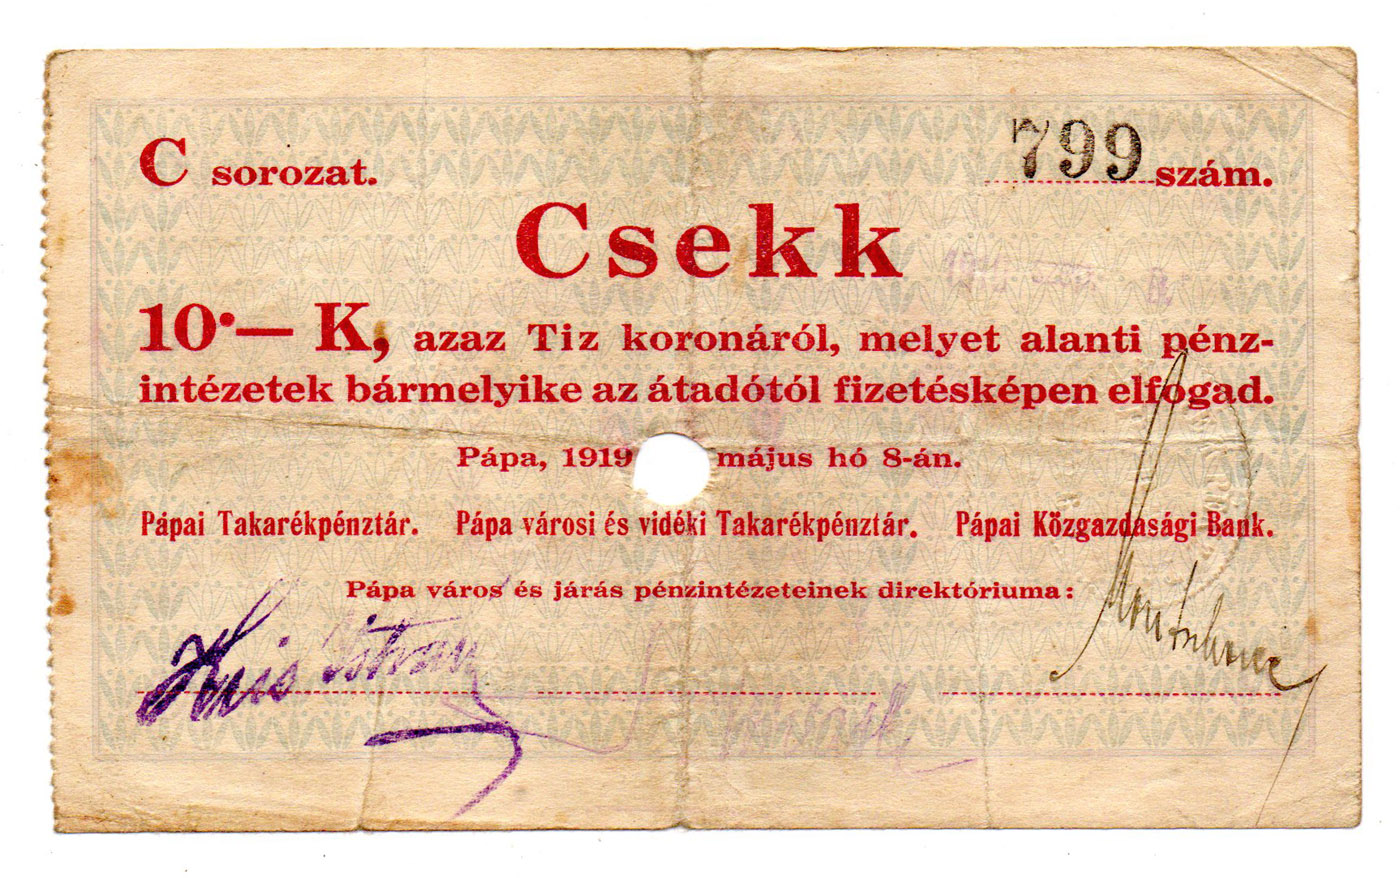 C sorozat. 799 szám.
Csekk
10·— K, azaz Tiz koronáról, melyet alanti pénz-
intézetek bármelyike az átadótól fizetésképen elfogad.
Pápa, 1919 május hó 8-án.
Pápai Takarékpénztár. Pápa városi és vidéki Takarékpénztár. Pápai Közgazdasági Bank.
Pápa város és járás pénzintézeteinek direktóriuma:
Kis István